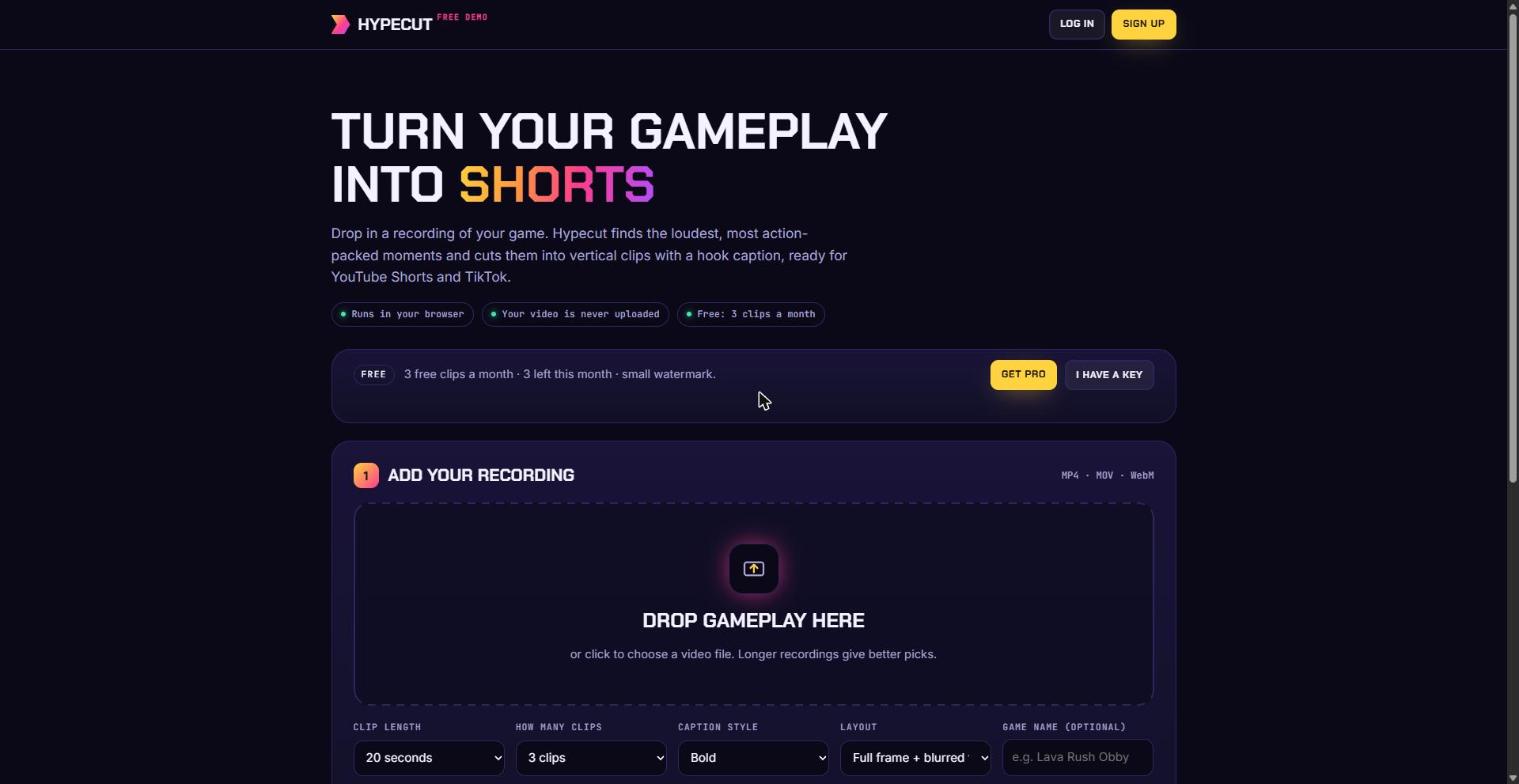 HYPECUT FREE DEMO
LOG IN
SIGN UP
TURN YOUR GAMEPLAY
INTO SHORTS
Drop in a recording of your game. Hypecut finds the loudest, most action-
packed moments and cuts them into vertical clips with a hook caption, ready for
YouTube Shorts and TikTok.
Runs in your browser
Your video is never uploaded
Free: 3 clips a month
FREE
3 free clips a month · 3 left this month · small watermark.
GET PRO
I HAVE A KEY
1
ADD YOUR RECORDING
MP4 · MOV · WebM
DROP GAMEPLAY HERE
or click to choose a video file. Longer recordings give better picks.
CLIP LENGTH
HOW MANY CLIPS
CAPTION STYLE
LAYOUT
GAME NAME (OPTIONAL)
20 seconds
3 clips
Bold
Full frame + blurred
e.g. Lava Rush Obby